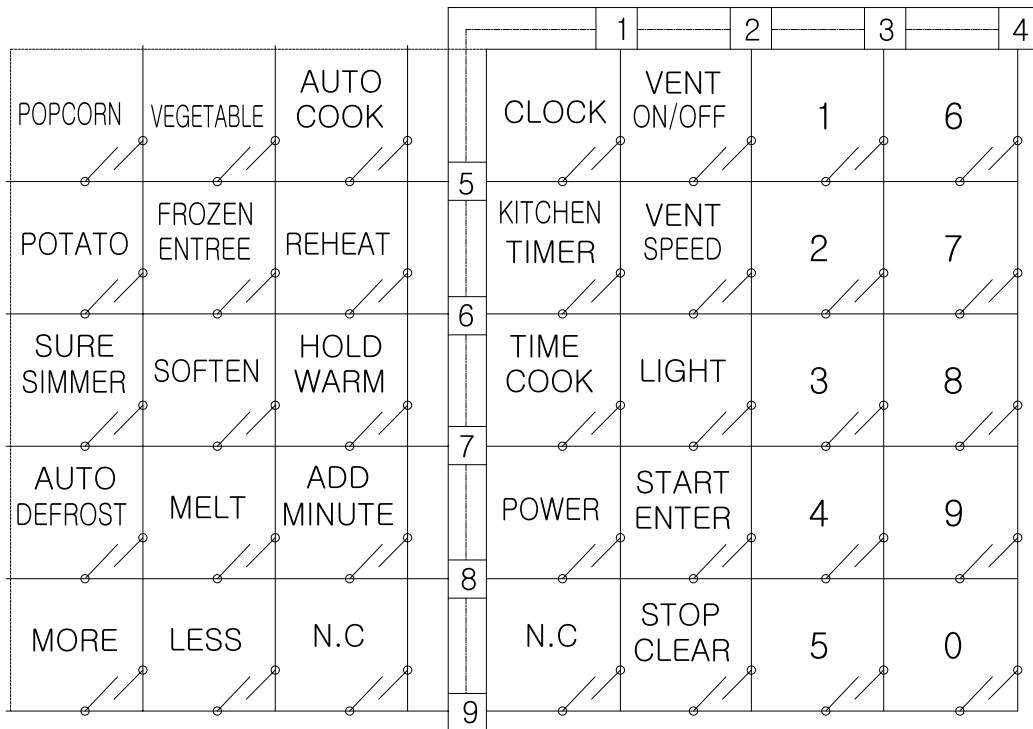 1 2 3 4
POPCORN VEGETABLE AUTO COOK CLOCK VENT ON/OFF 1 6
5
POTATO FROZEN ENTREE REHEAT KITCHEN TIMER VENT SPEED 2 7
6
SURE SIMMER SOFTEN HOLD WARM TIME COOK LIGHT 3 8
7
AUTO DEFROST MELT ADD MINUTE POWER START ENTER 4 9
8
MORE LESS N.C N.C STOP CLEAR 5 0
9